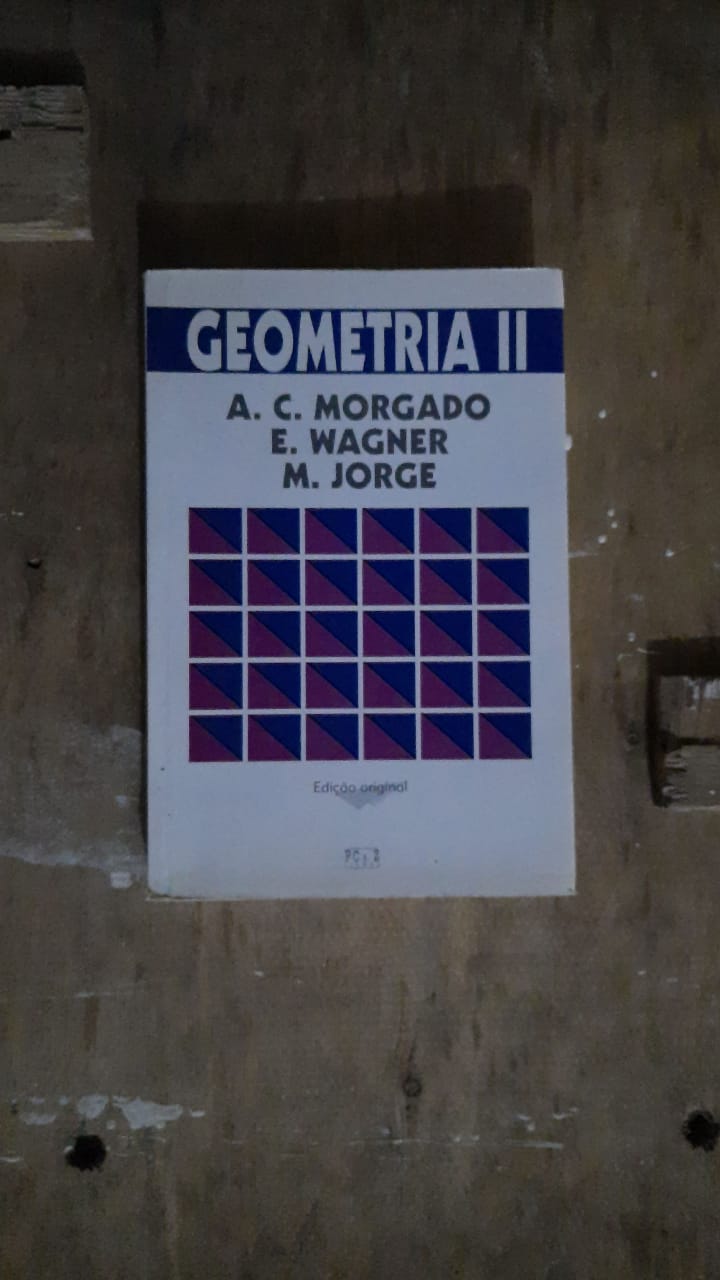 GEOMETRIA II
A. C. MORGADO
E. WAGNER
M. JORGE
Edição original